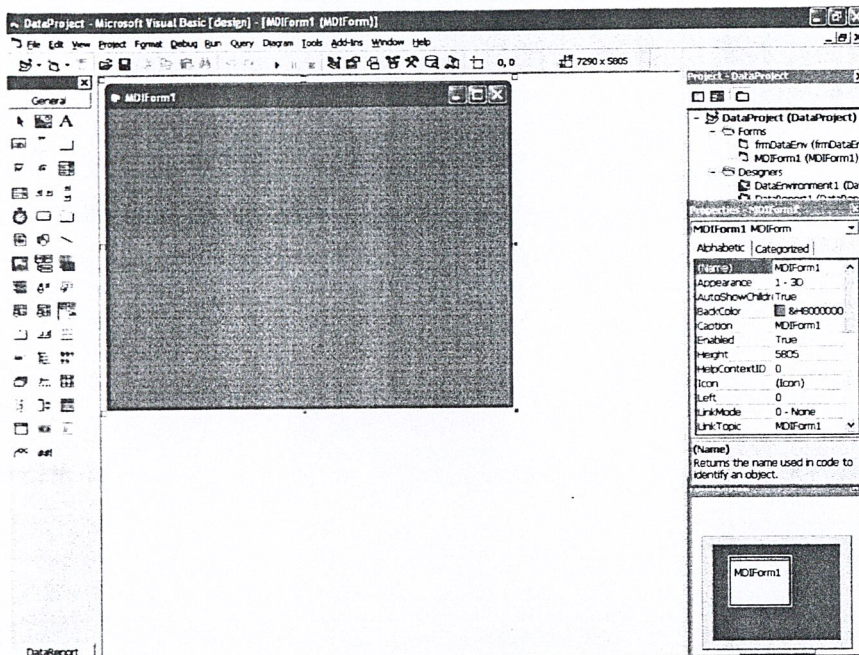 DataProject - Microsoft Visual Basic [design] - [MDIForm1 (MDIForm)]
File Edit View Project Format Debug Run Query Diagram Tools Add-Ins Window Help
0, 0 7290 x 5805
General
A
MDIForm1
DataReport
Project - DataProject
DataProject (DataProject)
Forms
frmDataEnv (frmDataEn
MDIForm1 (MDIForm1)
Designers
DataEnvironment1 (Da
MDIForm1 MDIForm
Alphabetic Categorized
(Name) MDIForm1
Appearance 1 - 3D
AutoShowChildr True
BackColor &H8000000
Caption MDIForm1
Enabled True
Height 5805
HelpContextID 0
Icon (Icon)
Left 0
LinkMode 0 - None
LinkTopic MDIForm1
(Name)
Returns the name used in code to
identify an object.
MDIForm1